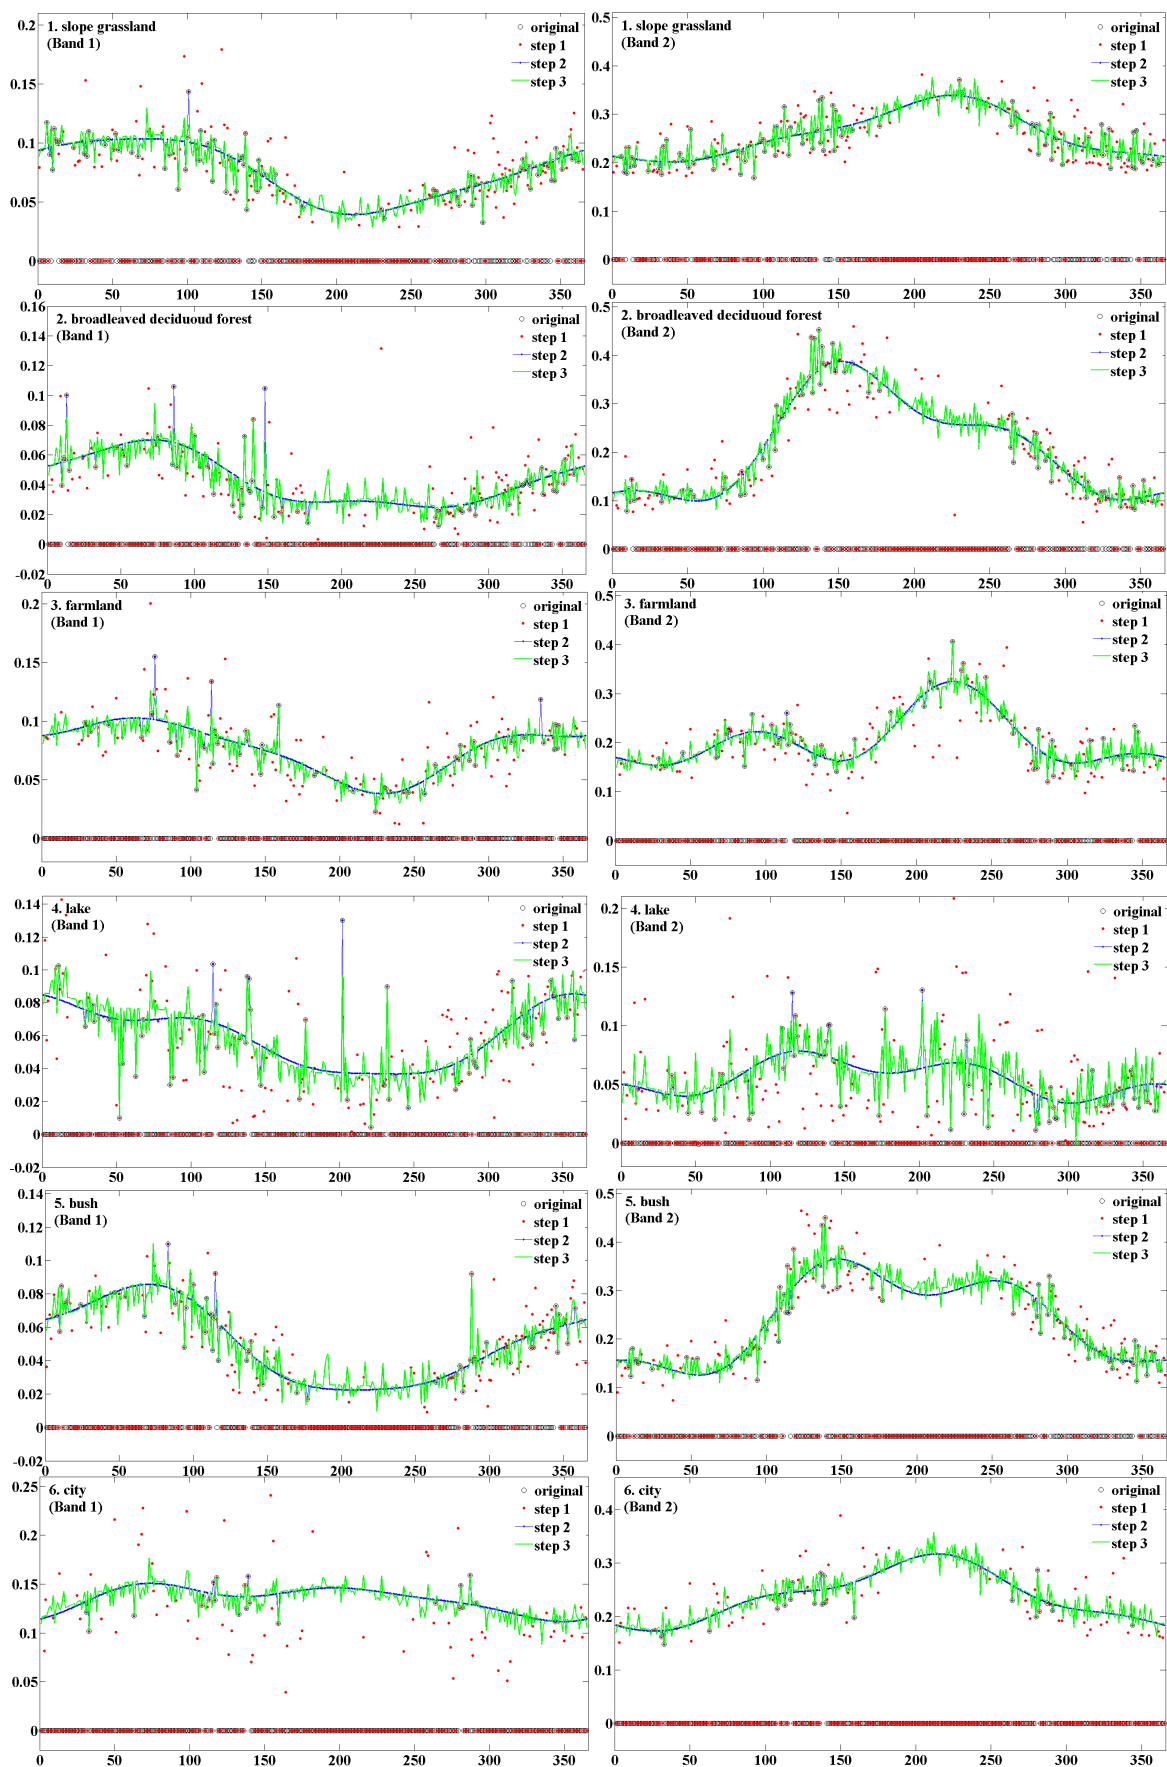 0.2
0.15
0.1
0.05
0
1. slope grassland
(Band 1)
original
step 1
step 2
step 3
0 50 100 150 200 250 300 350
0.5
0.4
0.3
0.2
0.1
0
1. slope grassland
(Band 2)
original
step 1
step 2
step 3
0 50 100 150 200 250 300 350
0.16
0.14
0.12
0.1
0.08
0.06
0.04
0.02
0
-0.02
2. broadleaved deciduoud forest
(Band 1)
original
step 1
step 2
step 3
0 50 100 150 200 250 300 350
0.5
0.4
0.3
0.2
0.1
0
2. broadleaved deciduoud forest
(Band 2)
original
step 1
step 2
step 3
0 50 100 150 200 250 300 350
0.2
0.15
0.1
0.05
0
3. farmland
(Band 1)
original
step 1
step 2
step 3
0 50 100 150 200 250 300 350
0.5
0.4
0.3
0.2
0.1
0
3. farmland
(Band 2)
original
step 1
step 2
step 3
0 50 100 150 200 250 300 350
0.14
0.12
0.1
0.08
0.06
0.04
0.02
0
-0.02
4. lake
(Band 1)
original
step 1
step 2
step 3
0 50 100 150 200 250 300 350
0.2
0.15
0.1
0.05
0
4. lake
(Band 2)
original
step 1
step 2
step 3
0 50 100 150 200 250 300 350
0.14
0.12
0.1
0.08
0.06
0.04
0.02
0
-0.02
5. bush
(Band 1)
original
step 1
step 2
step 3
0 50 100 150 200 250 300 350
0.5
0.4
0.3
0.2
0.1
0
5. bush
(Band 2)
original
step 1
step 2
step 3
0 50 100 150 200 250 300 350
0.25
0.2
0.15
0.1
0.05
0
6. city
(Band 1)
original
step 1
step 2
step 3
0 50 100 150 200 250 300 350
0.4
0.3
0.2
0.1
0
6. city
(Band 2)
original
step 1
step 2
step 3
0 50 100 150 200 250 300 350